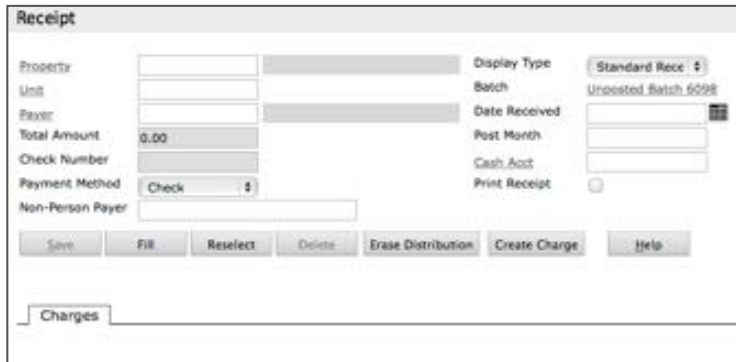 Receipt
Property Display Type Standard Rece
Unit Batch Unposted Batch 6098
Payer Date Received
Total Amount 0.00 Post Month
Check Number Cash Acct
Payment Method Check Print Receipt
Non-Person Payer
Save Fill Reselect Delete Erase Distribution Create Charge Help
Charges